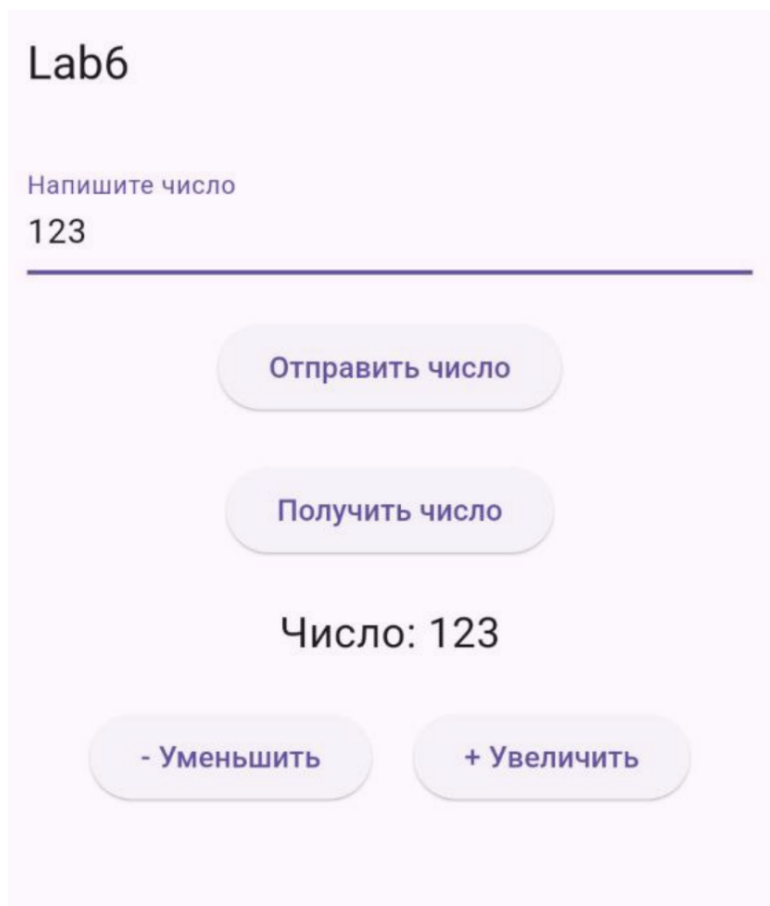 Lab6
Напишите число
123
Отправить число
Получить число
Число: 123
- Уменьшить + Увеличить